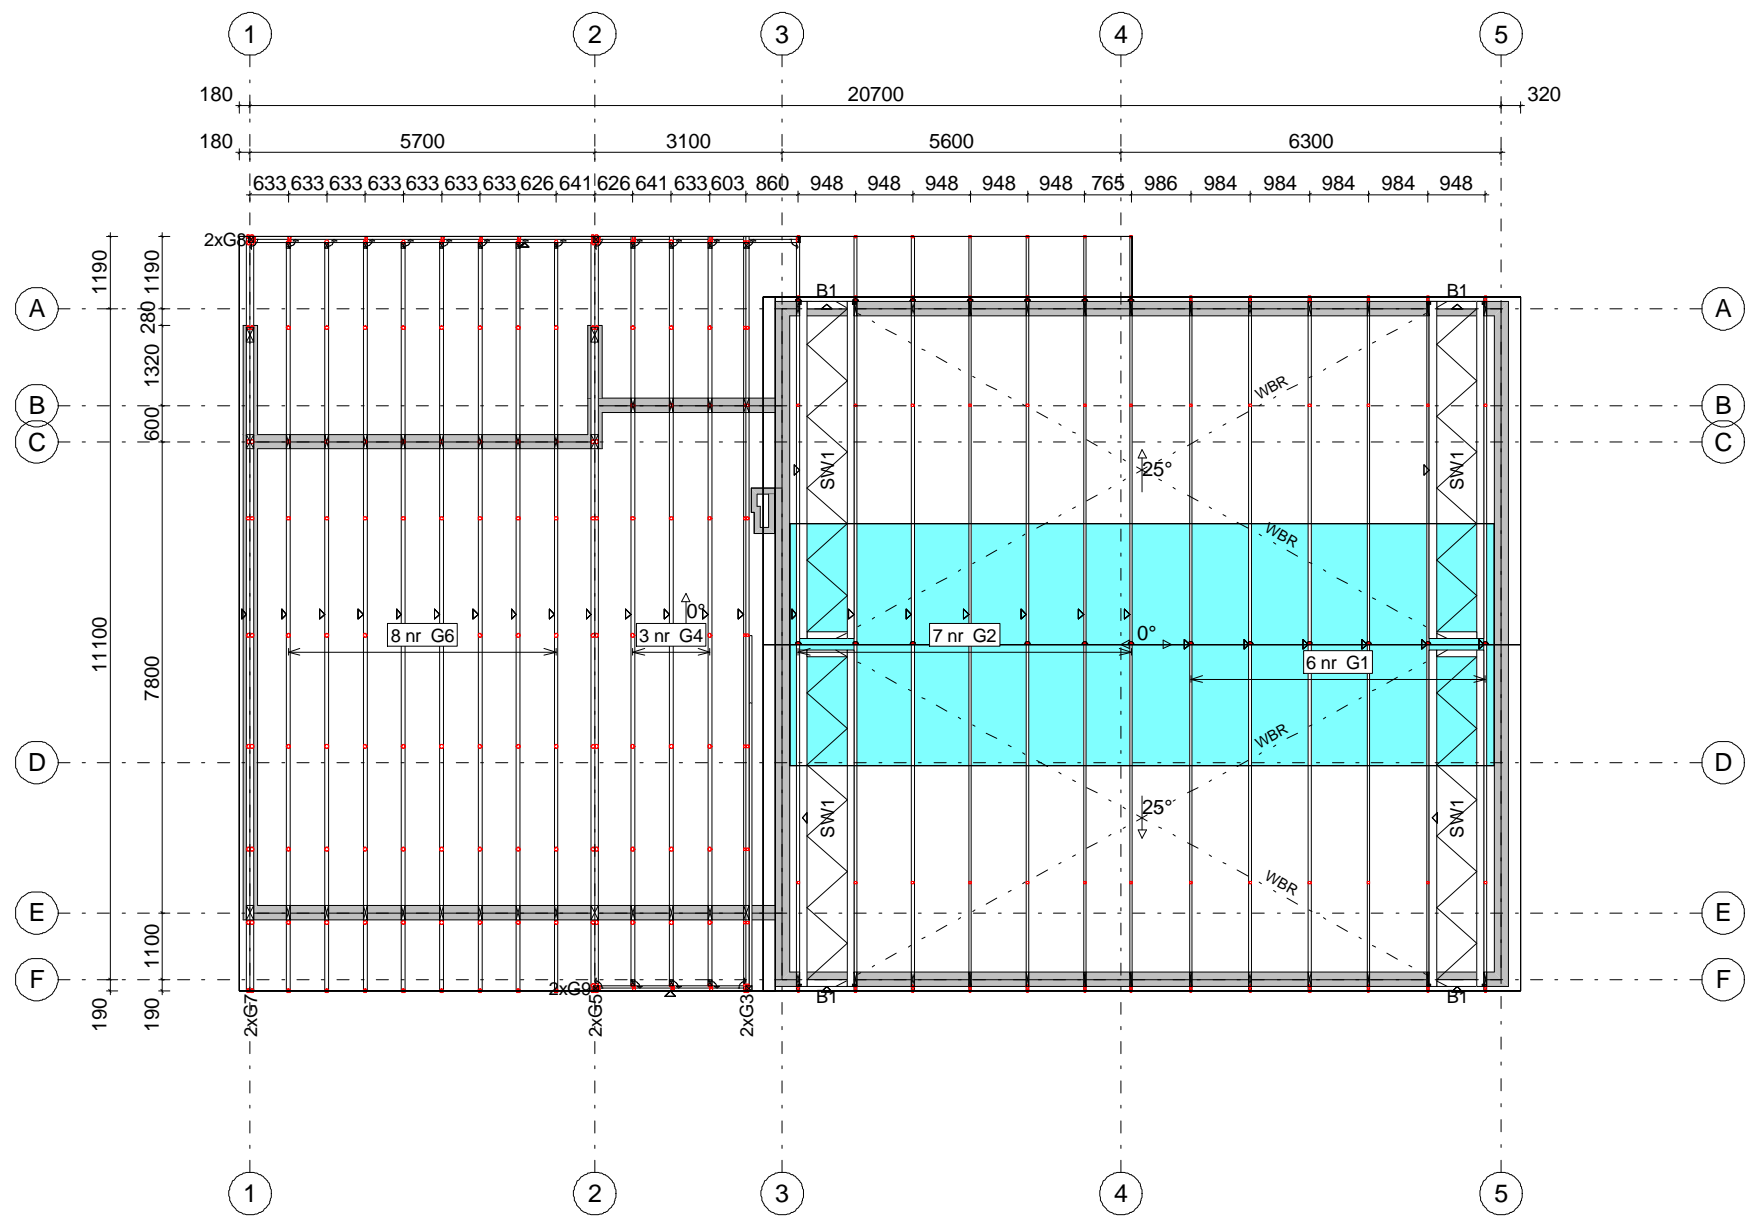 1 2 3 4 5
180 20700 320
180 5700 3100 5600 6300
633 633 633 633 633 633 633 626 641 626 641 633 603 860 948 948 948 948 948 765 986 984 984 984 984 948
2xG8
1190 1190
B1 B1
A 280 A
1320
WBR
B B
600
C C
SW1 25° SW1
WBR
0°
8 nr G6 3 nr G4 7 nr G2 0°
11100 7800 6 nr G1
WBR
D D
SW1 25° SW1
WBR
E E
1100
F F
2xG9 B1 B1
190 190 2xG7 2xG5 2xG3
1 2 3 4 5